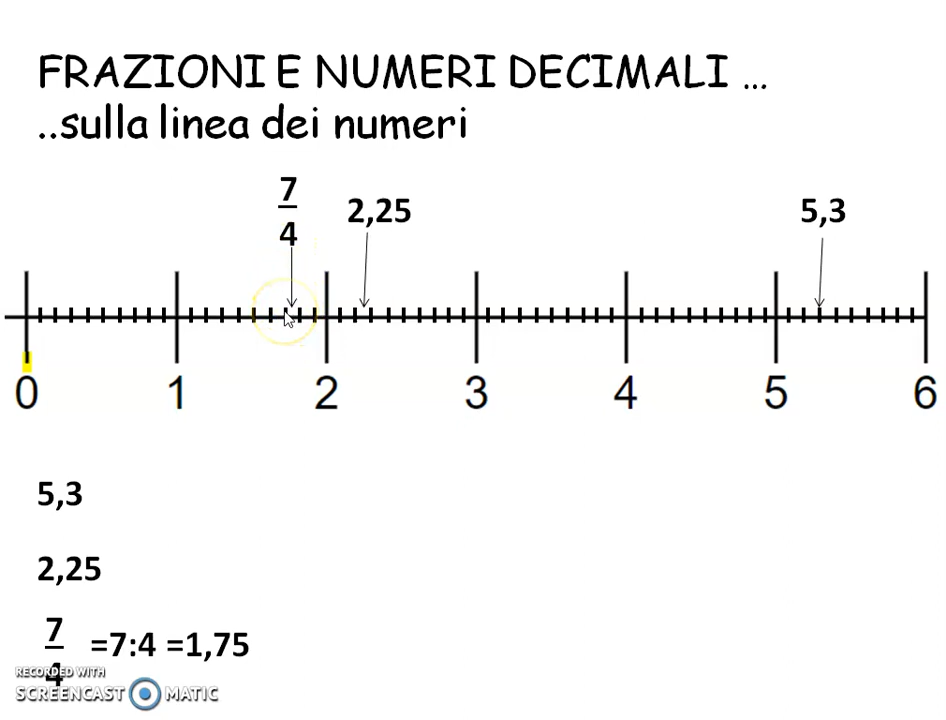 FRAZIONI E NUMERI DECIMALI ...
..sulla linea dei numeri
7
4
2,25
5,3
0 1 2 3 4 5 6
5,3
2,25
7
4
=7:4 =1,75
RECORDED WITH
SCREENCAST MATIC